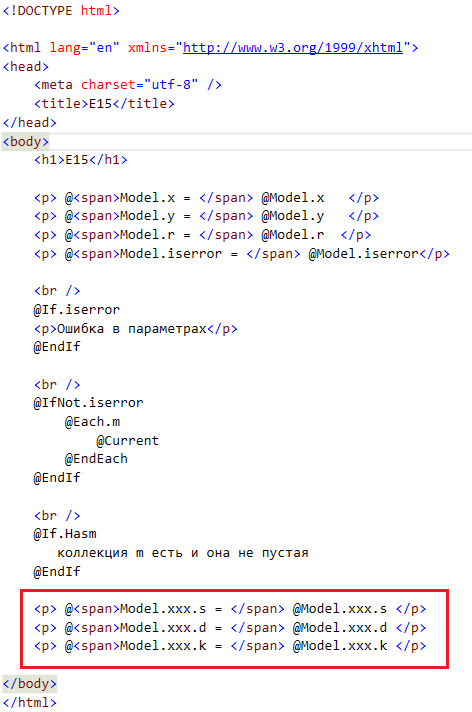 <!DOCTYPE html>
<html lang="en" xmlns="http://www.w3.org/1999/xhtml">
<head>
    <meta charset="utf-8" />
    <title>E15</title>
</head>
<body>
    <h1>E15</h1>
    <p> @<span>Model.x = </span> @Model.x   </p>
    <p> @<span>Model.y = </span> @Model.y   </p>
    <p> @<span>Model.r = </span> @Model.r  </p>
    <p> @<span>Model.iserror = </span> @Model.iserror</p>
    <br />
    @If.iserror
    <p>Ошибка в параметрах</p>
    @EndIf
    <br />
    @IfNot.iserror
        @Each.m
            @Current
        @EndEach
    @EndIf
    <br />
    @If.Hasm
       коллекция m есть и она не пустая
    @EndIf
    <p> @<span>Model.xxx.s = </span> @Model.xxx.s </p>
    <p> @<span>Model.xxx.d = </span> @Model.xxx.d </p>
    <p> @<span>Model.xxx.k = </span> @Model.xxx.k </p>
</body>
</html>